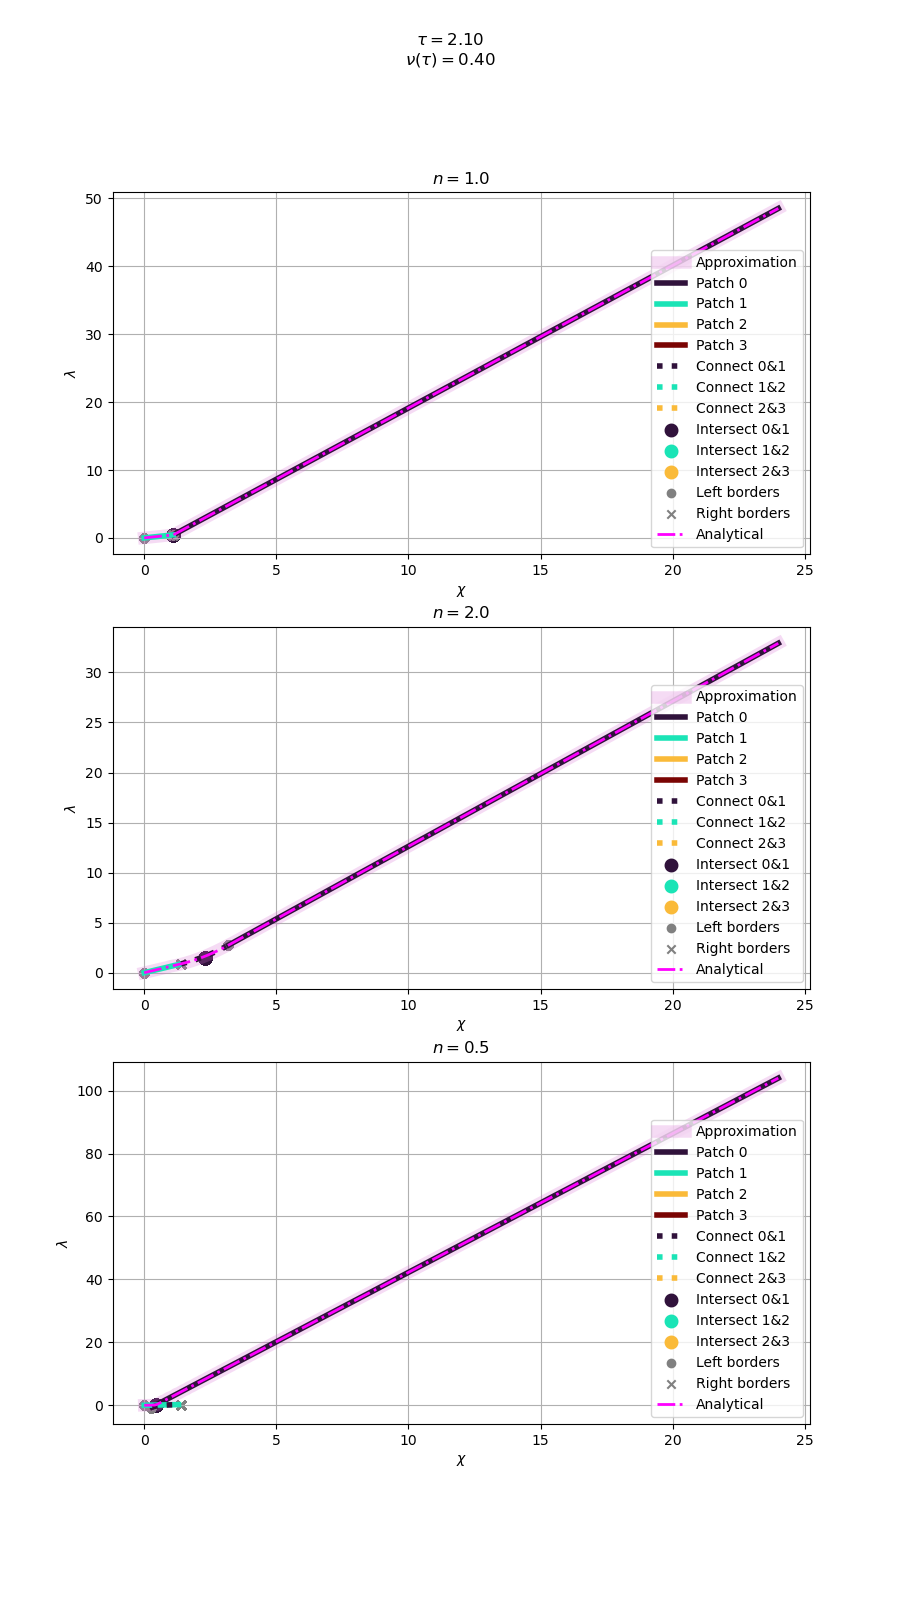 τ = 2.10
ν(τ) = 0.40
n = 1.0
50
40
30
20
10
0
λ
0 5 10 15 20 25
χ
Approximation
Patch 0
Patch 1
Patch 2
Patch 3
Connect 0&1
Connect 1&2
Connect 2&3
Intersect 0&1
Intersect 1&2
Intersect 2&3
Left borders
Right borders
Analytical
n = 2.0
30
25
20
15
10
5
0
λ
0 5 10 15 20 25
χ
Approximation
Patch 0
Patch 1
Patch 2
Patch 3
Connect 0&1
Connect 1&2
Connect 2&3
Intersect 0&1
Intersect 1&2
Intersect 2&3
Left borders
Right borders
Analytical
n = 0.5
100
80
60
40
20
0
λ
0 5 10 15 20 25
χ
Approximation
Patch 0
Patch 1
Patch 2
Patch 3
Connect 0&1
Connect 1&2
Connect 2&3
Intersect 0&1
Intersect 1&2
Intersect 2&3
Left borders
Right borders
Analytical